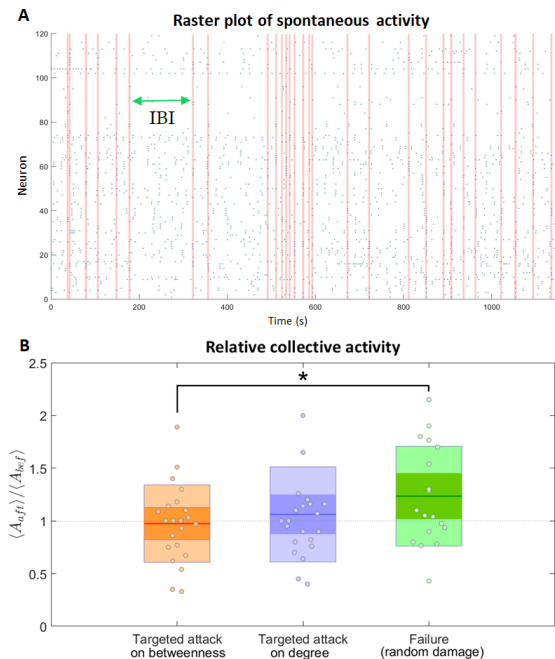 A
Raster plot of spontaneous activity
120
100
80
60
40
20
0
Neuron
IBI
0 200 400 600 800 1000
Time (s)
B
Relative collective activity
2.5
2
1.5
1
0.5
0
⟨A_aft⟩/⟨A_bef⟩
*
Targeted attack
on betweenness
Targeted attack
on degree
Failure
(random damage)